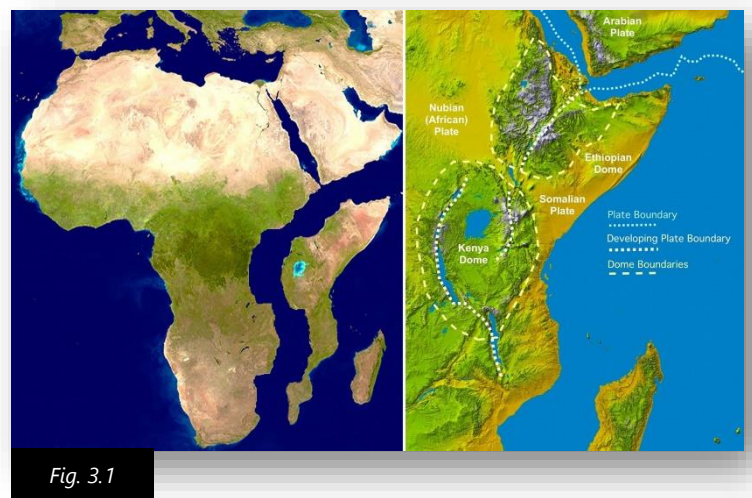 Arabian
Plate
Nubian
(African)
Plate
Ethiopian
Dome
Somalian
Plate
Kenya
Dome
Plate Boundary
Developing Plate Boundary
Dome Boundaries
Fig. 3.1